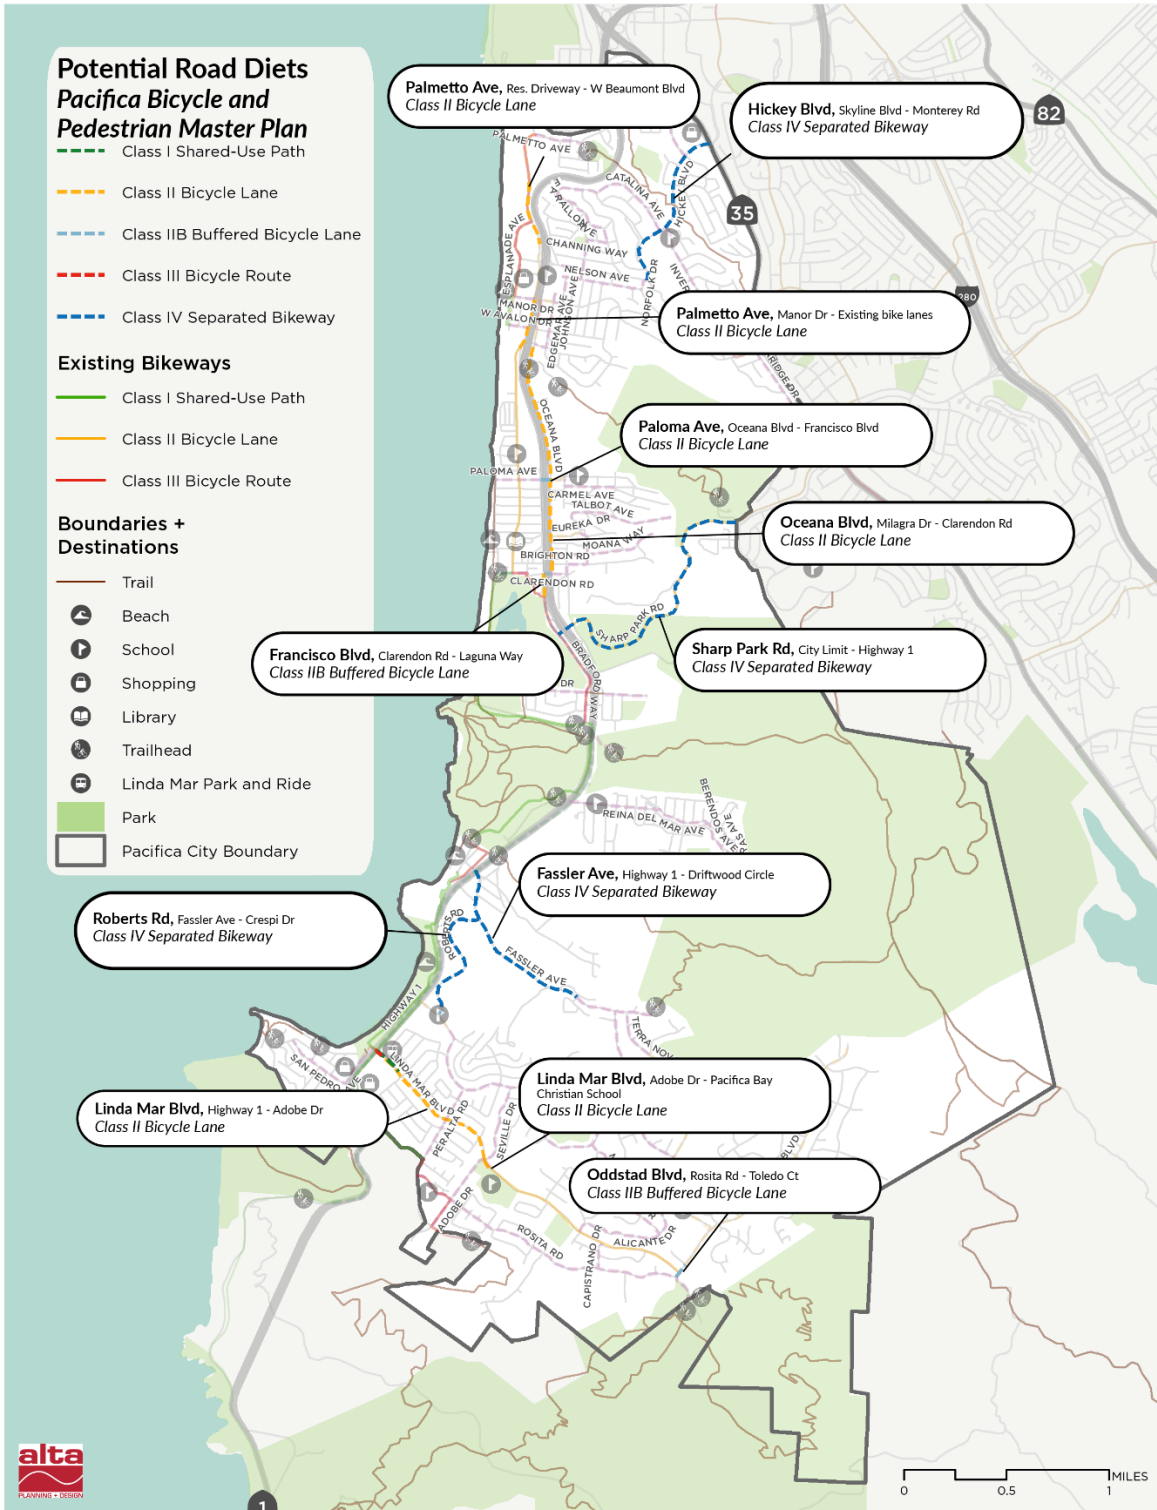 Potential Road Diets
Pacifica Bicycle and
Pedestrian Master Plan
Class I Shared-Use Path
Class II Bicycle Lane
Class IIB Buffered Bicycle Lane
Class III Bicycle Route
Class IV Separated Bikeway
Existing Bikeways
Class I Shared-Use Path
Class II Bicycle Lane
Class III Bicycle Route
Boundaries +
Destinations
Trail
Beach
School
Shopping
Library
Trailhead
Linda Mar Park and Ride
Park
Pacifica City Boundary
Palmetto Ave, Res. Driveway - W Beaumont Blvd
Class II Bicycle Lane
Hickey Blvd, Skyline Blvd - Monterey Rd
Class IV Separated Bikeway
82
35
280
PALMETTO AVE
CATALINA AVE
HICKEY BLVD
FARALLON AVE
ESPLANADE AVE
CHANNING WAY
NELSON AVE
NORFOLK DR
MANOR DR
W AVALON DR
EDGEMAR AVE
JOHNSON AVE
Palmetto Ave, Manor Dr - Existing bike lanes
Class II Bicycle Lane
OCEANA BLVD
Paloma Ave, Oceana Blvd - Francisco Blvd
Class II Bicycle Lane
PALOMA AVE
CARMEL AVE
TALBOT AVE
EUREKA DR
MOANA WAY
BRIGHTON RD
CLARENDON RD
Oceana Blvd, Milagra Dr - Clarendon Rd
Class II Bicycle Lane
SHARP PARK RD
Francisco Blvd, Clarendon Rd - Laguna Way
Class IIB Buffered Bicycle Lane
Sharp Park Rd, City Limit - Highway 1
Class IV Separated Bikeway
BRADFORD WAY
DR
REINA DEL MAR AVE
BERENDOS AVE
Fassler Ave, Highway 1 - Driftwood Circle
Class IV Separated Bikeway
Roberts Rd, Fassler Ave - Crespi Dr
Class IV Separated Bikeway
ROBERTS RD
FASSLER AVE
HIGHWAY 1
TERRA NOV
SAN PEDRO
AVE
LINDA MAR BLVD
Linda Mar Blvd, Adobe Dr - Pacifica Bay
Christian School
Class II Bicycle Lane
Linda Mar Blvd, Highway 1 - Adobe Dr
Class II Bicycle Lane
PERALTA RD
SEVILLE DR
BLVD
Oddstad Blvd, Rosita Rd - Toledo Ct
Class IIB Buffered Bicycle Lane
ADOBE DR
ROSITA RD
CAPISTRANO DR
ALICANTE DR
alta
PLANNING + DESIGN
1
MILES
0
0.5
1